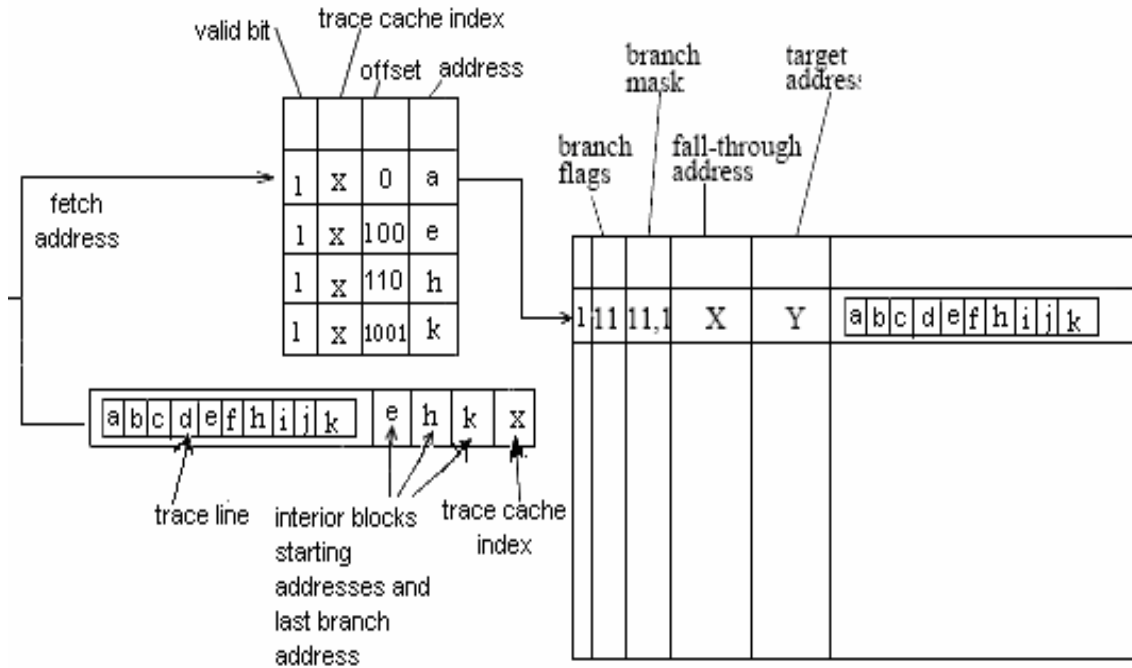 trace cache index
valid bit
offset
address
1 x 0 a
1 x 100 e
1 x 110 h
1 x 1001 k
fetch
address
branch
mask
target
address
branch
flags
fall-through
address
1 11 11,1 X Y a b c d e f h i j k
a b c d e f h i j k e h k x
trace line
interior blocks
starting
addresses and
last branch
address
trace cache
index